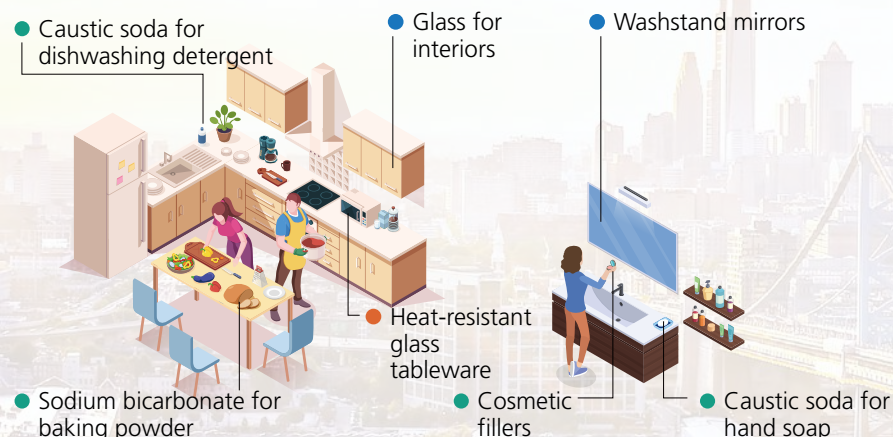 Caustic soda for
dishwashing detergent
Glass for
interiors
Washstand mirrors
Heat-resistant
glass
tableware
Sodium bicarbonate for
baking powder
Cosmetic
fillers
Caustic soda for
hand soap